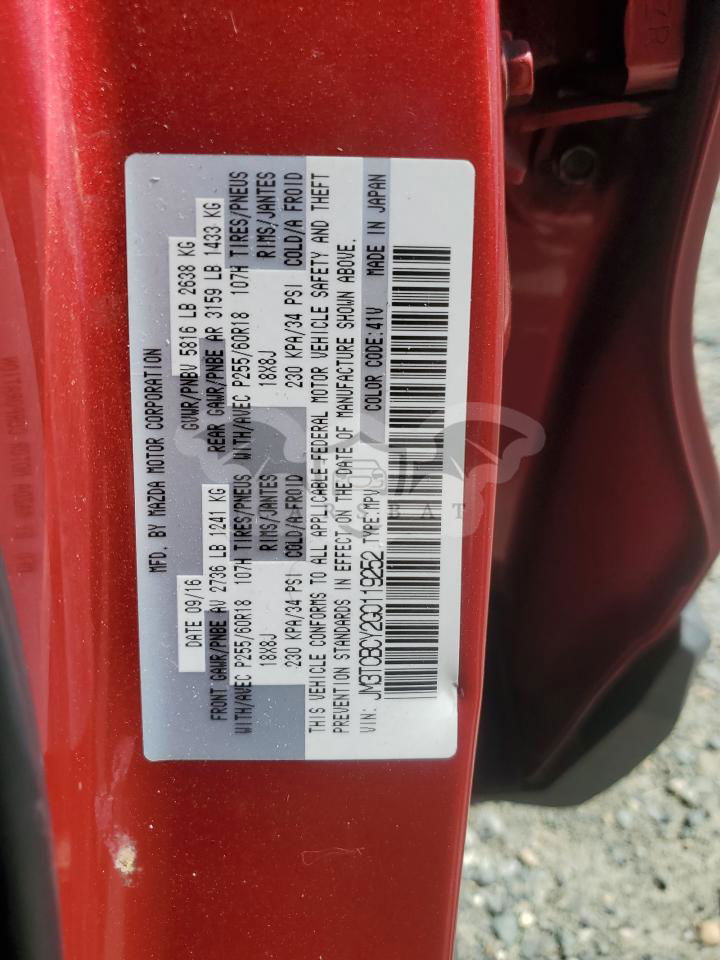 MFD. BY MAZDA MOTOR CORPORATION
DATE 09/16 GVWR/PNBV 5816 LB 2638 KG
FRONT GAWR/PNBE AV 2736 LB 1241 KG REAR GAWR/PNBE AR 3159 LB 1433 KG
WITH/AVEC P255/60R18 107H TIRES/PNEUS WITH/AVEC P255/60R18 107H TIRES/PNEUS
18X8J RIMS/JANTES 18X8J RIMS/JANTES
230 KPA/34 PSI COLD/A FROID 230 KPA/34 PSI COLD/A FROID
THIS VEHICLE CONFORMS TO ALL APPLICABLE FEDERAL MOTOR VEHICLE SAFETY AND THEFT
PREVENTION STANDARDS IN EFFECT ON THE DATE OF MANUFACTURE SHOWN ABOVE.
VIN: JM3TCBCY2G0119252 TYPE:MPV COLOR CODE:41V MADE IN JAPAN
CARSBAT